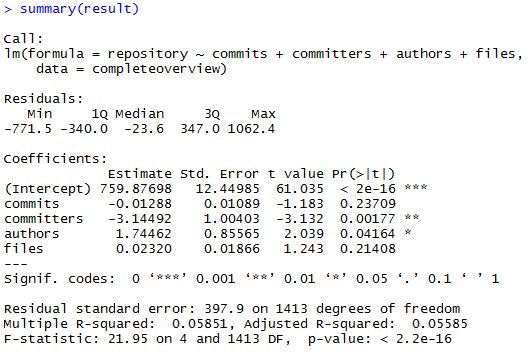 > summary(result)
Call:
lm(formula = repository ~ commits + committers + authors + files,
    data = completeoverview)
Residuals:
   Min     1Q Median     3Q    Max
-771.5 -340.0  -23.6  347.0 1062.4
Coefficients:
             Estimate Std. Error t value Pr(>|t|)
(Intercept) 759.87698   12.44985  61.035  < 2e-16 ***
commits      -0.01288    0.01089  -1.183  0.23709
committers   -3.14492    1.00403  -3.132  0.00177 **
authors       1.74462    0.85565   2.039  0.04164 *
files         0.02320    0.01866   1.243  0.21408
---
Signif. codes:  0 ‘***’ 0.001 ‘**’ 0.01 ‘*’ 0.05 ‘.’ 0.1 ‘ ’ 1
Residual standard error: 397.9 on 1413 degrees of freedom
Multiple R-squared:  0.05851, Adjusted R-squared:  0.05585
F-statistic: 21.95 on 4 and 1413 DF,  p-value: < 2.2e-16